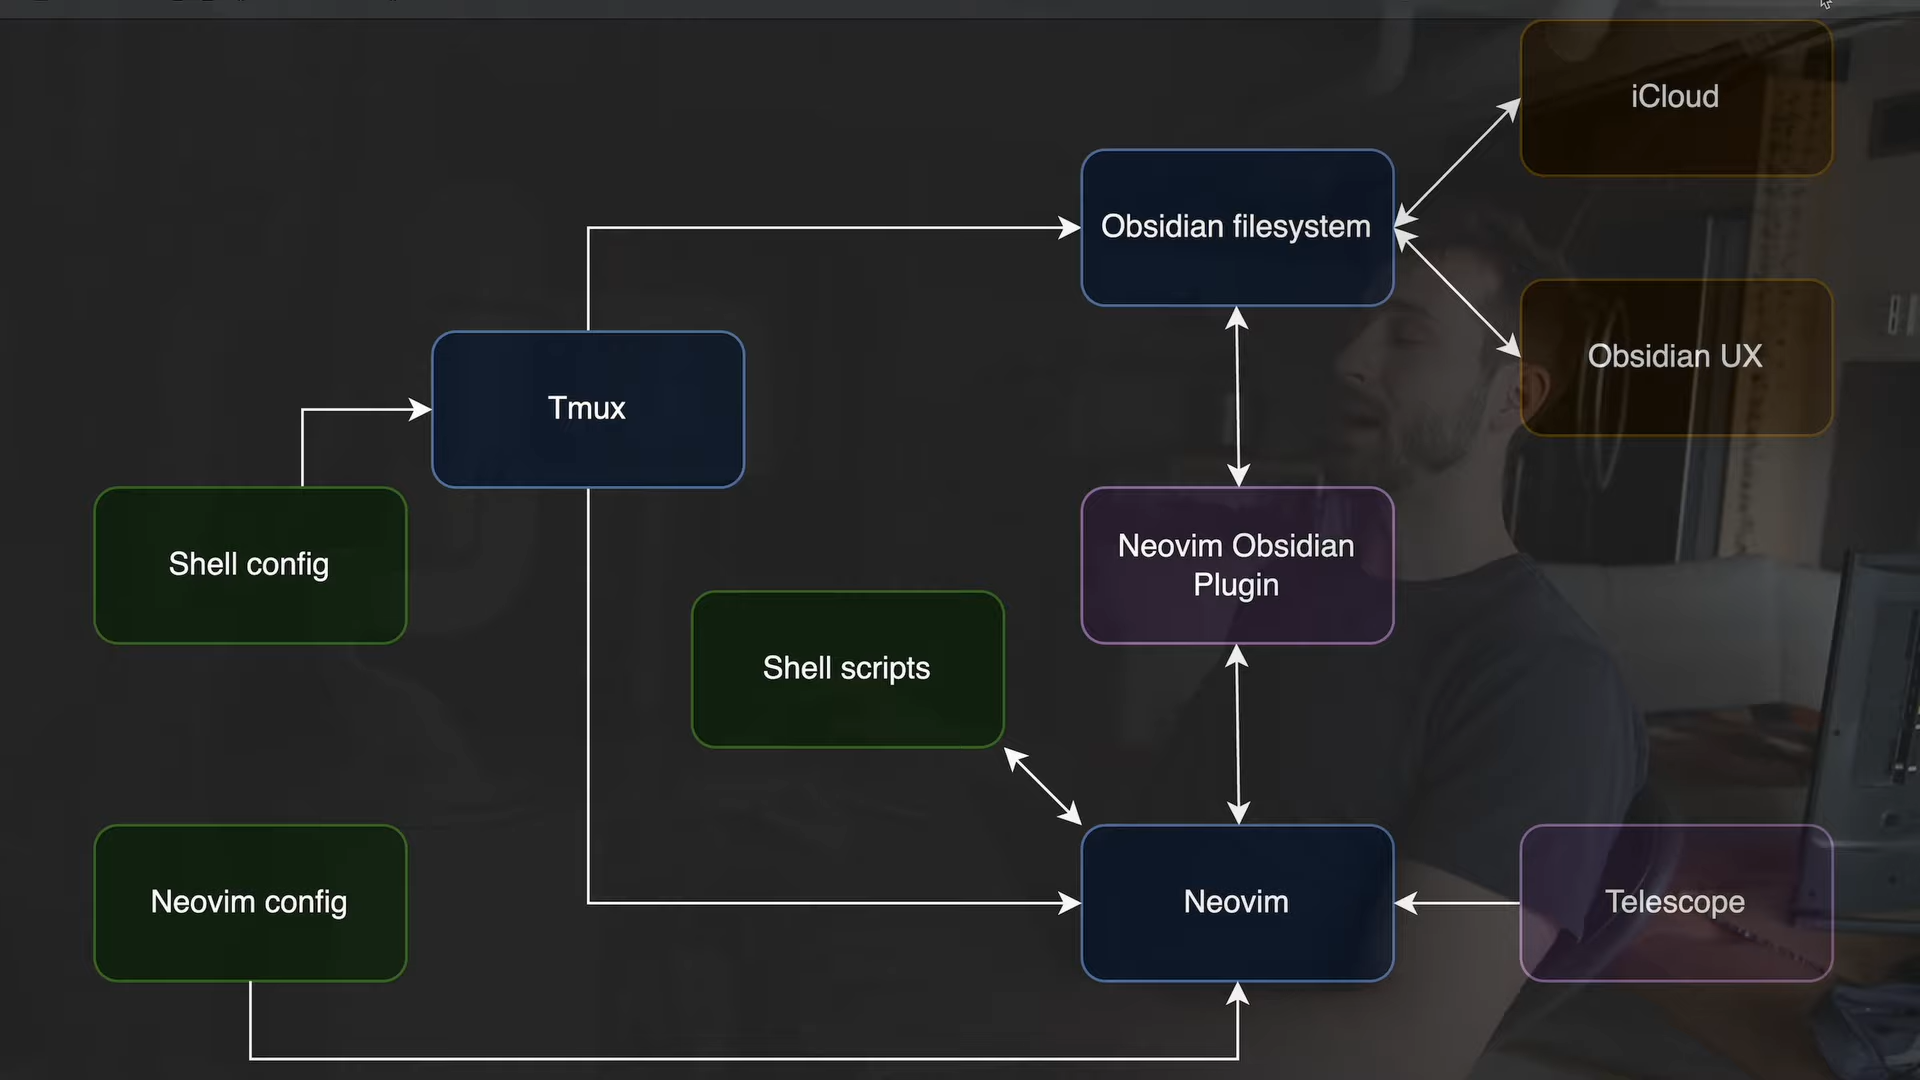 iCloud
Obsidian filesystem
Obsidian UX
Tmux
Shell config
Neovim Obsidian
Plugin
Shell scripts
Neovim config
Neovim
Telescope